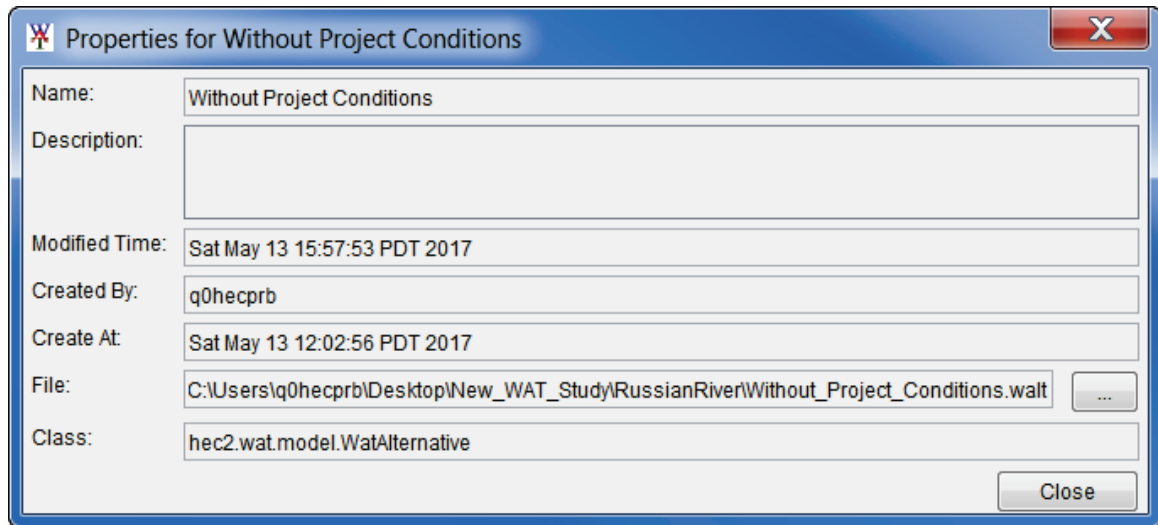 Properties for Without Project Conditions
X
Name: Without Project Conditions
Description:
Modified Time: Sat May 13 15:57:53 PDT 2017
Created By: q0hecprb
Create At: Sat May 13 12:02:56 PDT 2017
File: C:\Users\q0hecprb\Desktop\New_WAT_Study\RussianRiver\Without_Project_Conditions.walt ...
Class: hec2.wat.model.WatAlternative
Close